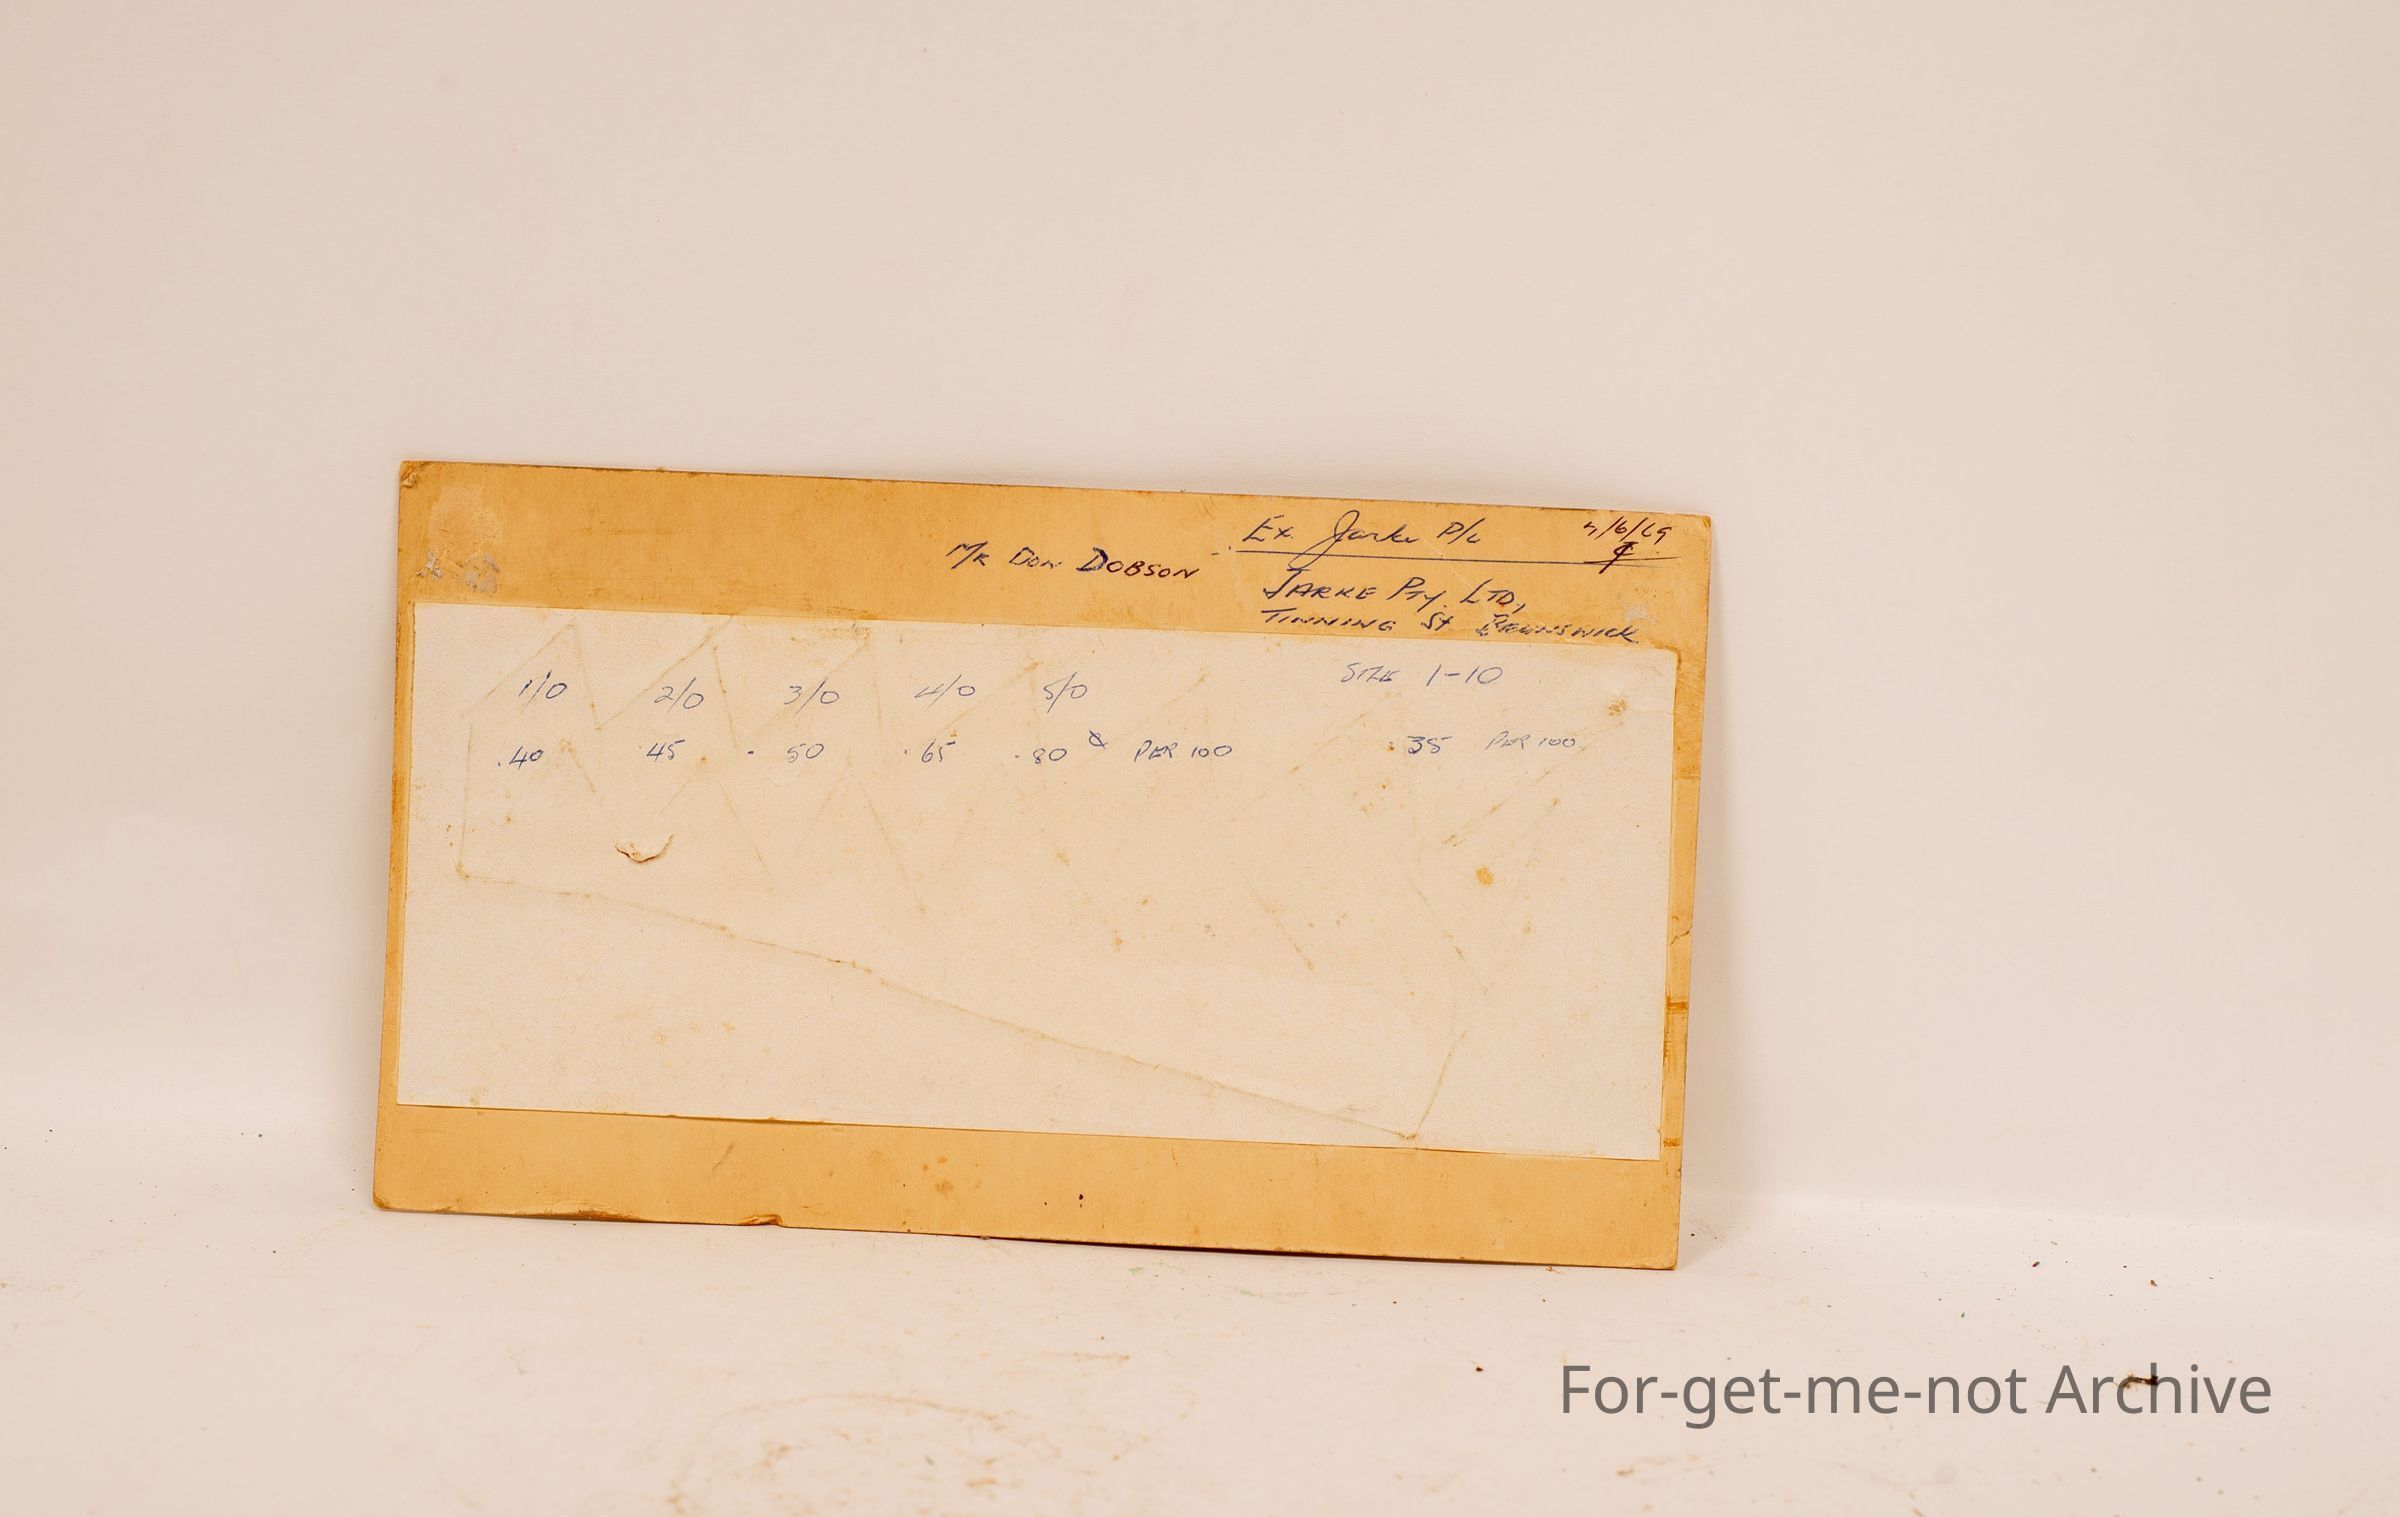 Ex. Jarke P/L 4/6/69
MR DON DOBSON -
JARKE PTY. LTD,
TINNING St BRUNSWICK
1/0 2/0 3/0 4/0 5/0 SIZE 1-10
.40 .45 .50 .65 .80 ¢ PER 100 .35 PER 100
For-get-me-not Archive